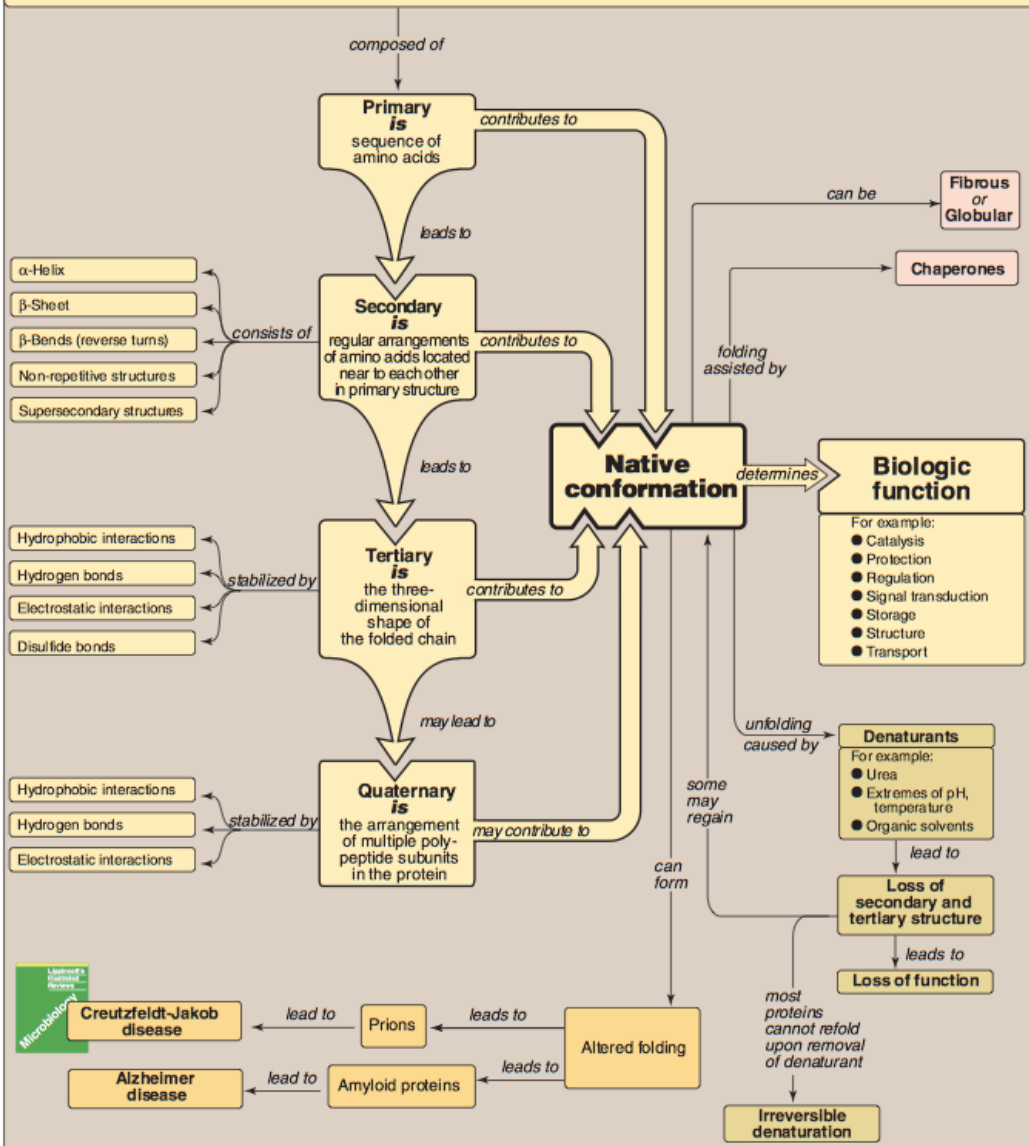 composed of
Primary
is
sequence of
amino acids
contributes to
leads to
Fibrous
or
Globular
can be
Chaperones
folding
assisted by
α-Helix
β-Sheet
β-Bends (reverse turns)
Non-repetitive structures
Supersecondary structures
consists of
Secondary
is
regular arrangements
of amino acids located
near to each other
in primary structure
contributes to
leads to
Native
conformation
determines
Biologic
function
For example:
● Catalysis
● Protection
● Regulation
● Signal transduction
● Storage
● Structure
● Transport
Hydrophobic interactions
Hydrogen bonds
Electrostatic interactions
Disulfide bonds
stabilized by
Tertiary
is
the three-
dimensional
shape of
the folded chain
contributes to
may lead to
unfolding
caused by
Denaturants
For example:
● Urea
● Extremes of pH,
temperature
● Organic solvents
lead to
Hydrophobic interactions
Hydrogen bonds
Electrostatic interactions
stabilized by
Quaternary
is
the arrangement
of multiple poly-
peptide subunits
in the protein
may contribute to
some
may
regain
can
form
Loss of
secondary and
tertiary structure
leads to
Loss of function
most
proteins
cannot refold
upon removal
of denaturant
Irreversible
denaturation
Lippincott's
Illustrated
Reviews
Microbiology
Creutzfeldt-Jakob
disease
lead to
Prions
leads to
Altered folding
Alzheimer
disease
lead to
Amyloid proteins
leads to